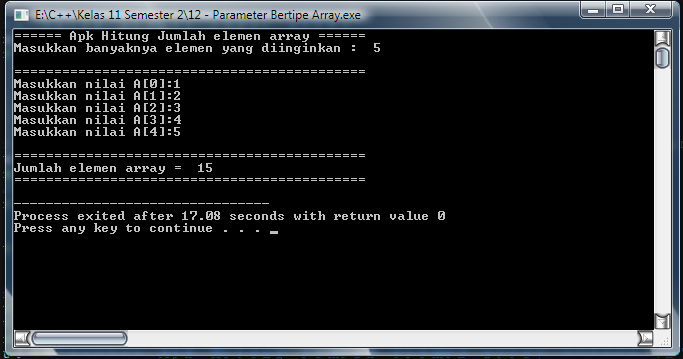 E:\C++\Kelas 11 Semester 2\12 - Parameter Bertipe Array.exe
====== Apk Hitung Jumlah elemen array ======
Masukkan banyaknya elemen yang diinginkan :  5
============================================
Masukkan nilai A[0]:1
Masukkan nilai A[1]:2
Masukkan nilai A[2]:3
Masukkan nilai A[3]:4
Masukkan nilai A[4]:5
============================================
Jumlah elemen array =  15
============================================
--------------------------------
Process exited after 17.08 seconds with return value 0
Press any key to continue . . . _